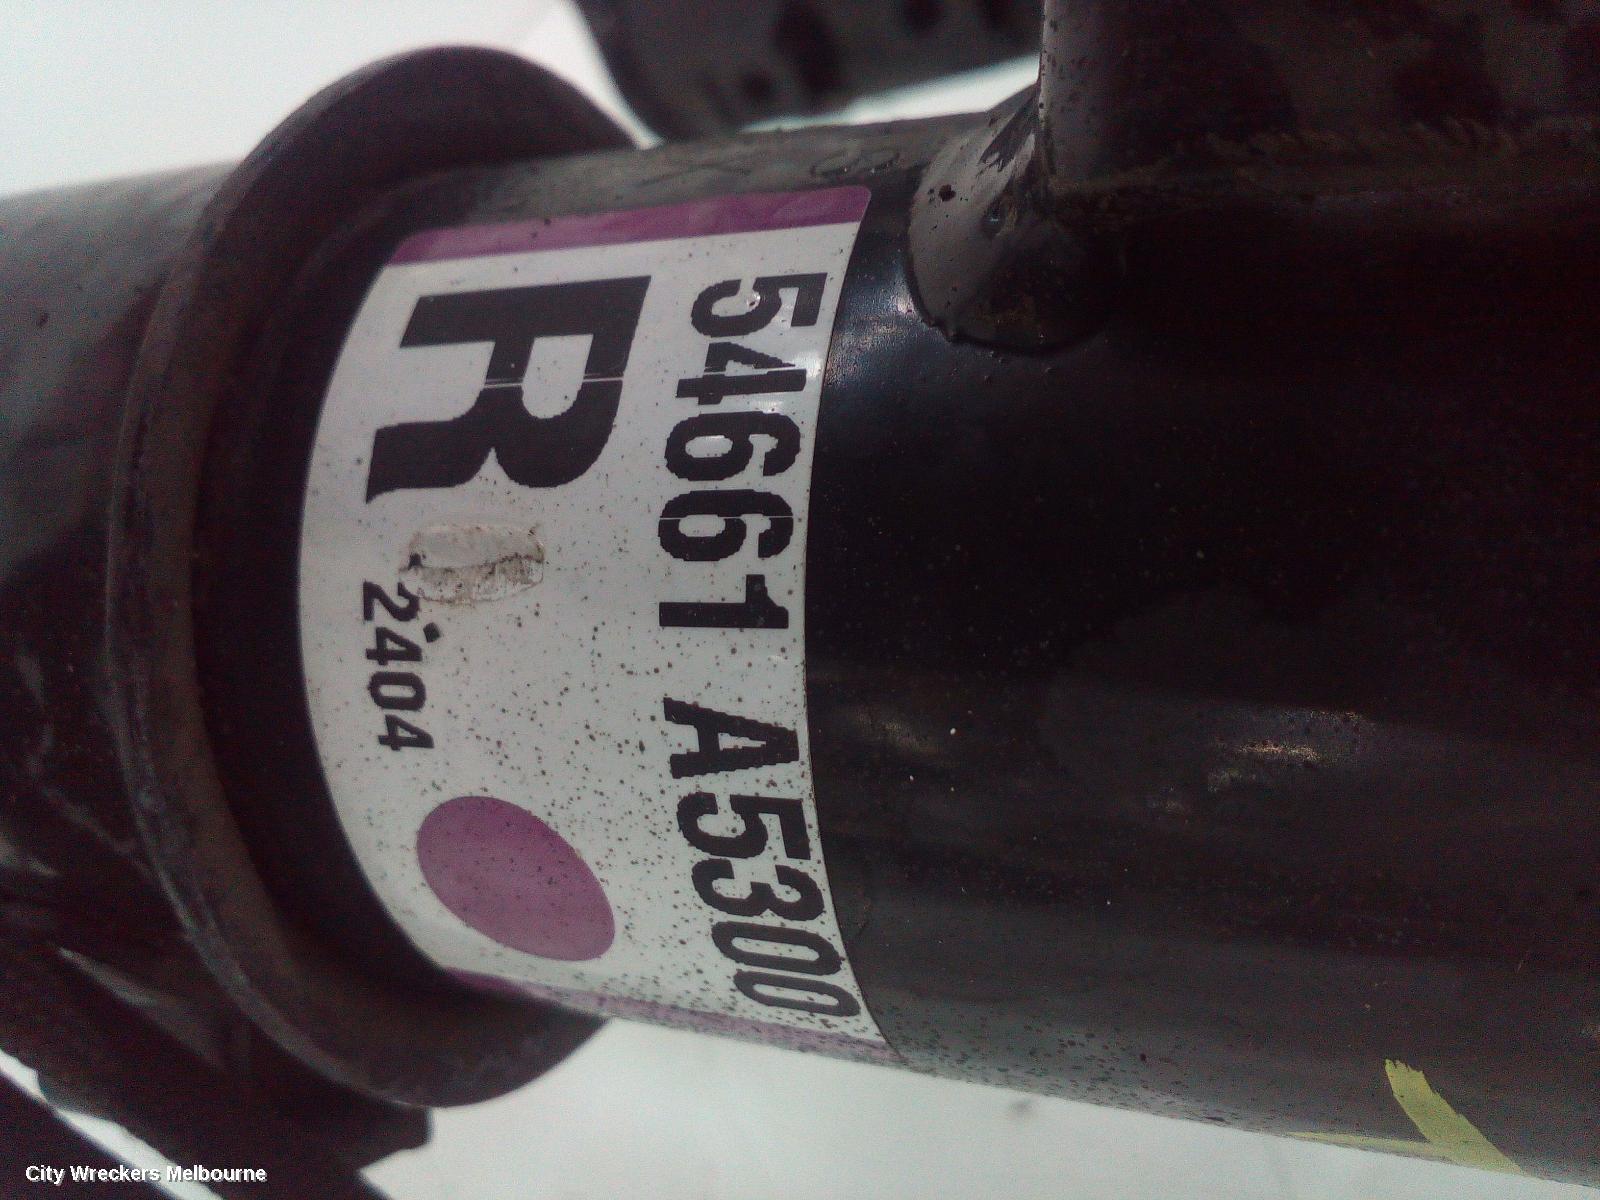 54661 A5300
R 2404
City Wreckers Melbourne